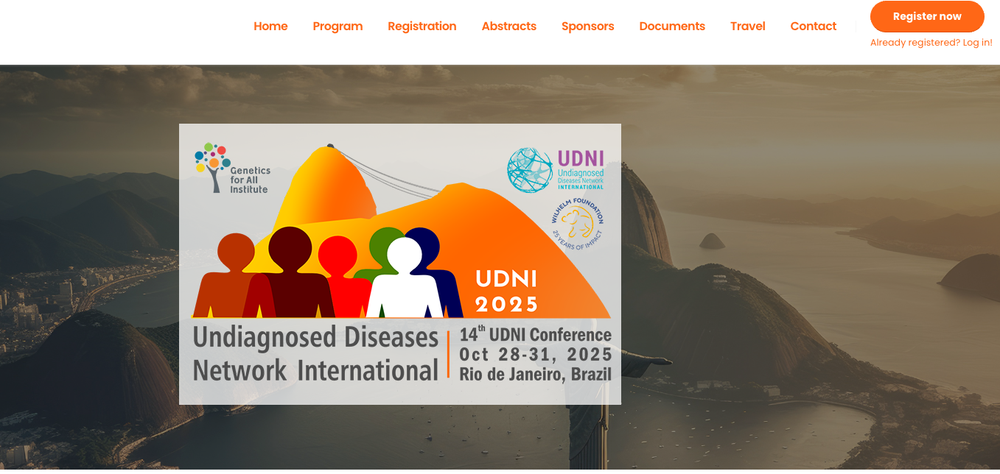 Home Program Registration Abstracts Sponsors Documents Travel Contact
Register now
Already registered? Log in!
Genetics
for All
Institute
UDNI
Undiagnosed
Diseases Network
INTERNATIONAL
WILHELM FOUNDATION
25 YEARS OF IMPACT
UDNI
2025
Undiagnosed Diseases
Network International
14th UDNI Conference
Oct 28-31, 2025
Rio de Janeiro, Brazil